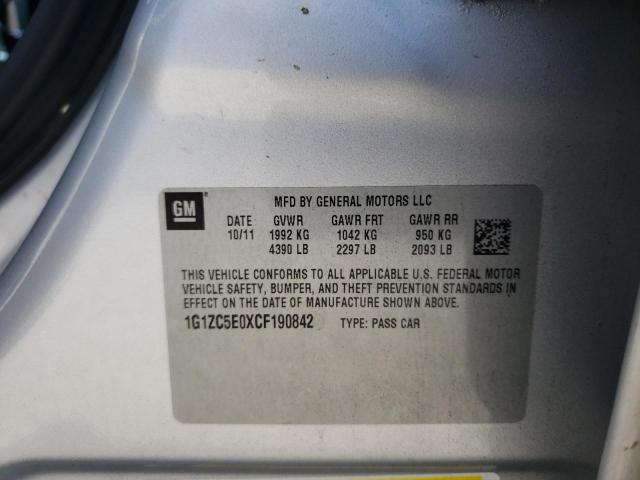 GM
MFD BY GENERAL MOTORS LLC
DATE GVWR GAWR FRT GAWR RR
10/11 1992 KG 1042 KG 950 KG
4390 LB 2297 LB 2093 LB
THIS VEHICLE CONFORMS TO ALL APPLICABLE U.S. FEDERAL MOTOR
VEHICLE SAFETY, BUMPER, AND THEFT PREVENTION STANDARDS IN
EFFECT ON THE DATE OF MANUFACTURE SHOWN ABOVE.
1G1ZC5E0XCF190842 TYPE: PASS CAR